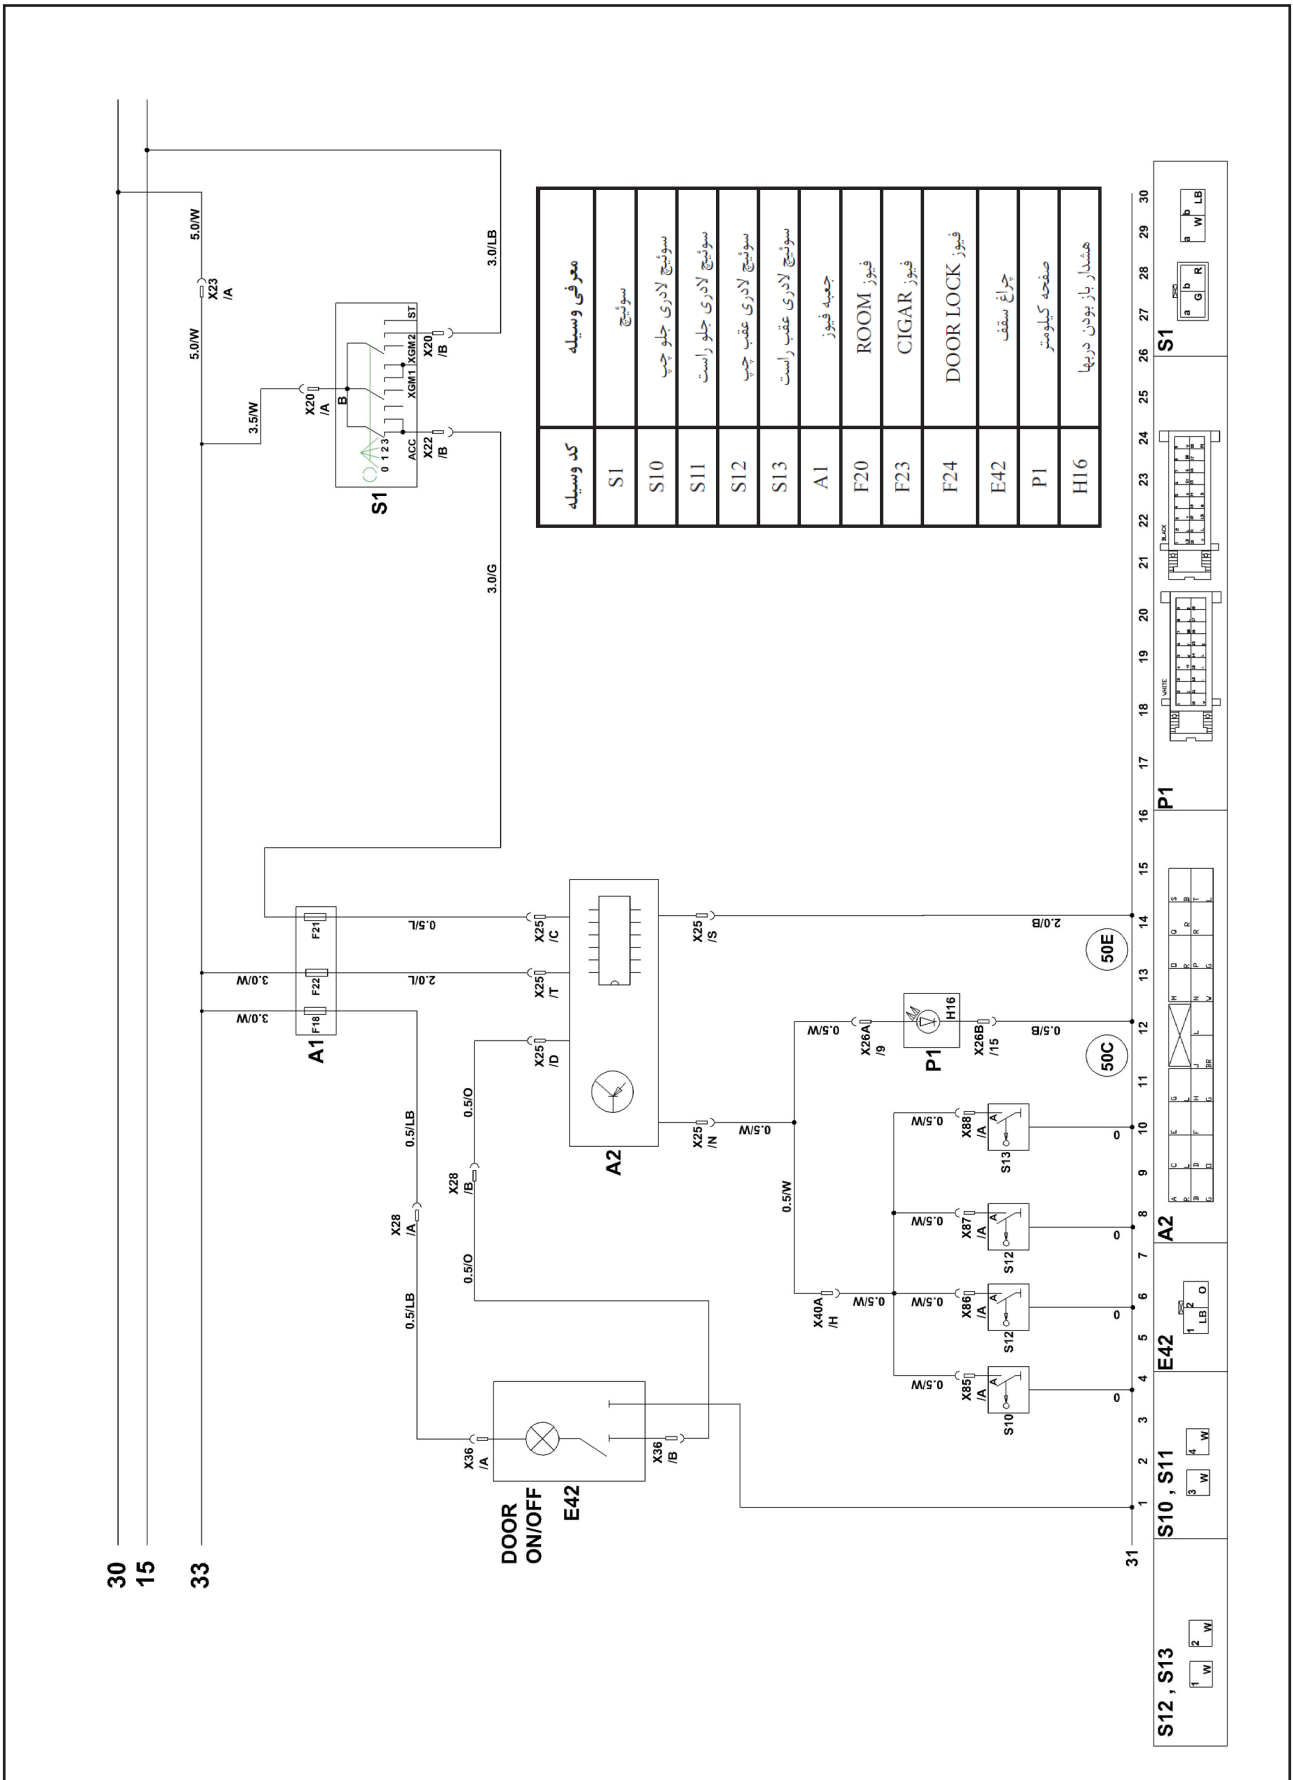 30
15
33
5.0/W
X23
/A
5.0/W
3.5/W
X20
/A
3.0/LB
S1
B
0 1 2 3
ACC
XGM1
XGM2
ST
X22
/B
X20
/B
3.0/G
3.0/W
3.0/W
A1
F18
F22
F21
0.5/LB
X28
/A
0.5/LB
0.5/O
X28
/B
0.5/O
2.0/L
0.5/L
X25
/D
X25
/T
X25
/C
A2
X25
/N
X25
/S
DOOR
ON/OFF
E42
X36
/A
X36
/B
0.5/W
0.5/W
X40A
/H
0.5/W
0.5/W
0.5/W
0.5/W
0.5/W
X85
/A
X86
/A
X87
/A
X88
/A
A
A
A
A
S10
S12
S12
S13
0
0
0
0
0.5/W
X26A
/9
P1
H16
X26B
/15
0.5/B
50C
2.0/B
50E
کد وسیله معرفی وسیله
S1 سوئیچ
S10 سوئیچ لادری جلو چپ
S11 سوئیچ لادری جلو راست
S12 سوئیچ لادری عقب چپ
S13 سوئیچ لادری عقب راست
A1 جعبه فیوز
F20 فیوز ROOM
F23 فیوز CIGAR
F24 فیوز DOOR LOCK
E42 چراغ سقف
P1 صفحه کیلومتر
H16 هشدار باز بودن دربها
31
1 2 3 4 5 6 7 8 9 10 11 12 13 14 15 16 17 18 19 20 21 22 23 24 25 26 27 28 29 30
S12 , S13
1
W
2
W
S10 , S11
3
W
4
W
E42
1 2
LB O
A2
A C E G M O Q S
R L L R R B
B D F H J L N P R T
G O G BR W G L
P1
WHITE
BLACK
S1
a b
G R
a b
W LB